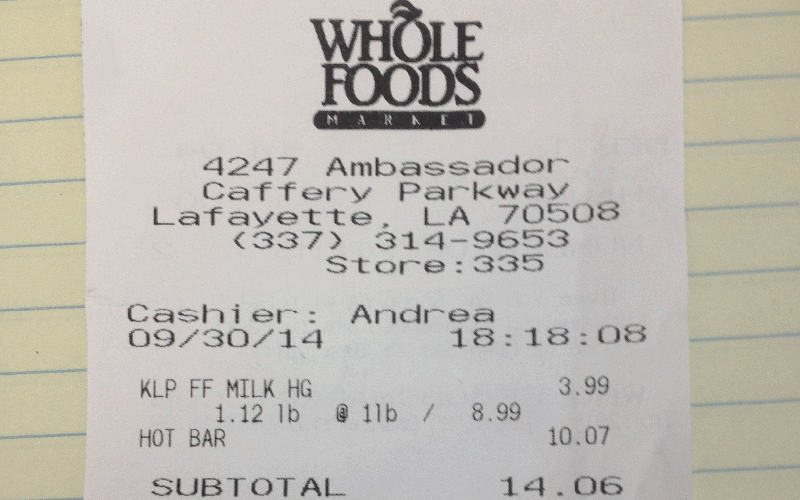 WHOLE
FOODS
MARKET
4247 Ambassador
Caffery Parkway
Lafayette, LA 70508
(337) 314-9653
Store:335
Cashier: Andrea
09/30/14 18:18:08
KLP FF MILK HG 3.99
1.12 lb @ 1lb / 8.99
HOT BAR 10.07
SUBTOTAL 14.06